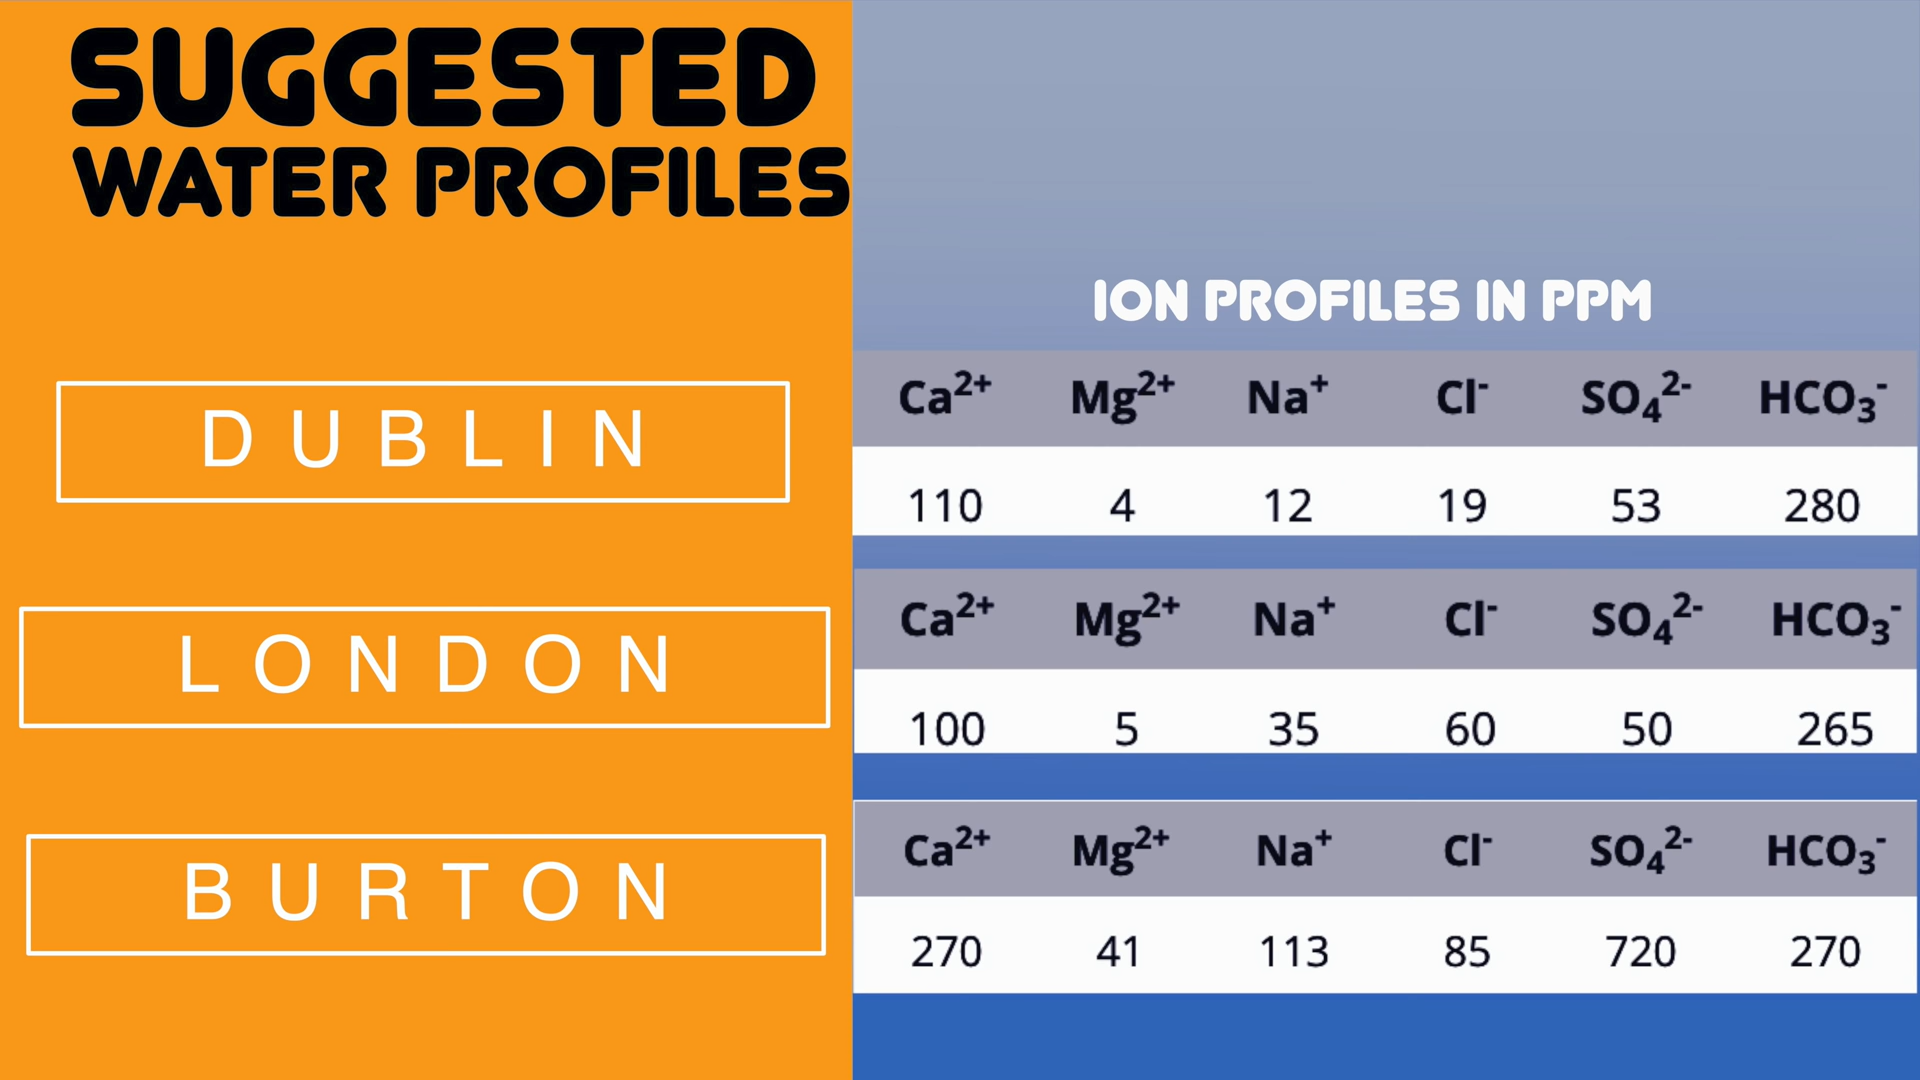 SUGGESTED
WATER PROFILES
ION PROFILES IN PPM
DUBLIN
Ca²⁺ Mg²⁺ Na⁺ Cl⁻ SO₄²⁻ HCO₃⁻
110 4 12 19 53 280
LONDON
Ca²⁺ Mg²⁺ Na⁺ Cl⁻ SO₄²⁻ HCO₃⁻
100 5 35 60 50 265
BURTON
Ca²⁺ Mg²⁺ Na⁺ Cl⁻ SO₄²⁻ HCO₃⁻
270 41 113 85 720 270